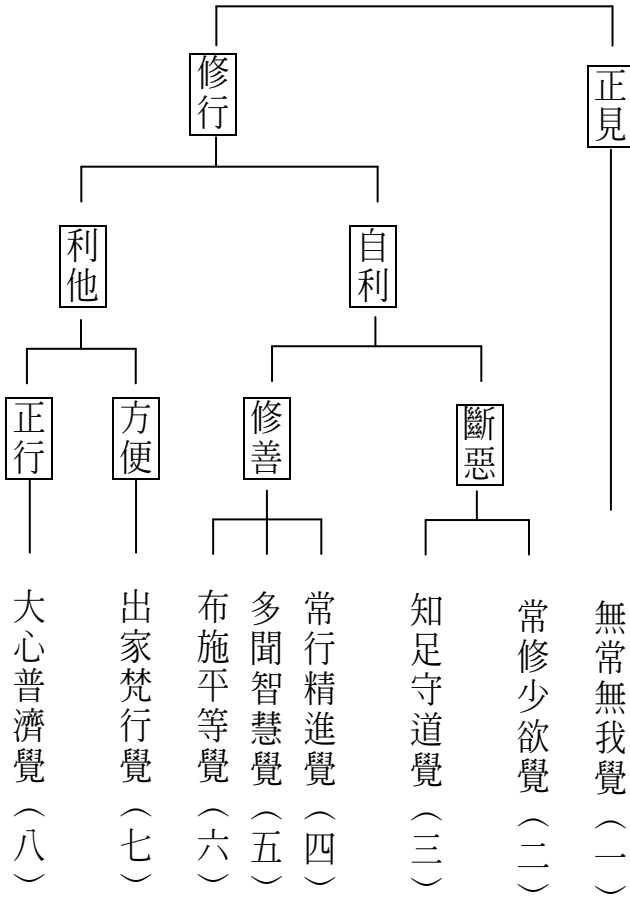 正見
修行
自利
利他
斷惡
修善
方便
正行
無常無我覺（一）
常修少欲覺（二）
知足守道覺（三）
常行精進覺（四）
多聞智慧覺（五）
布施平等覺（六）
出家梵行覺（七）
大心普濟覺（八）